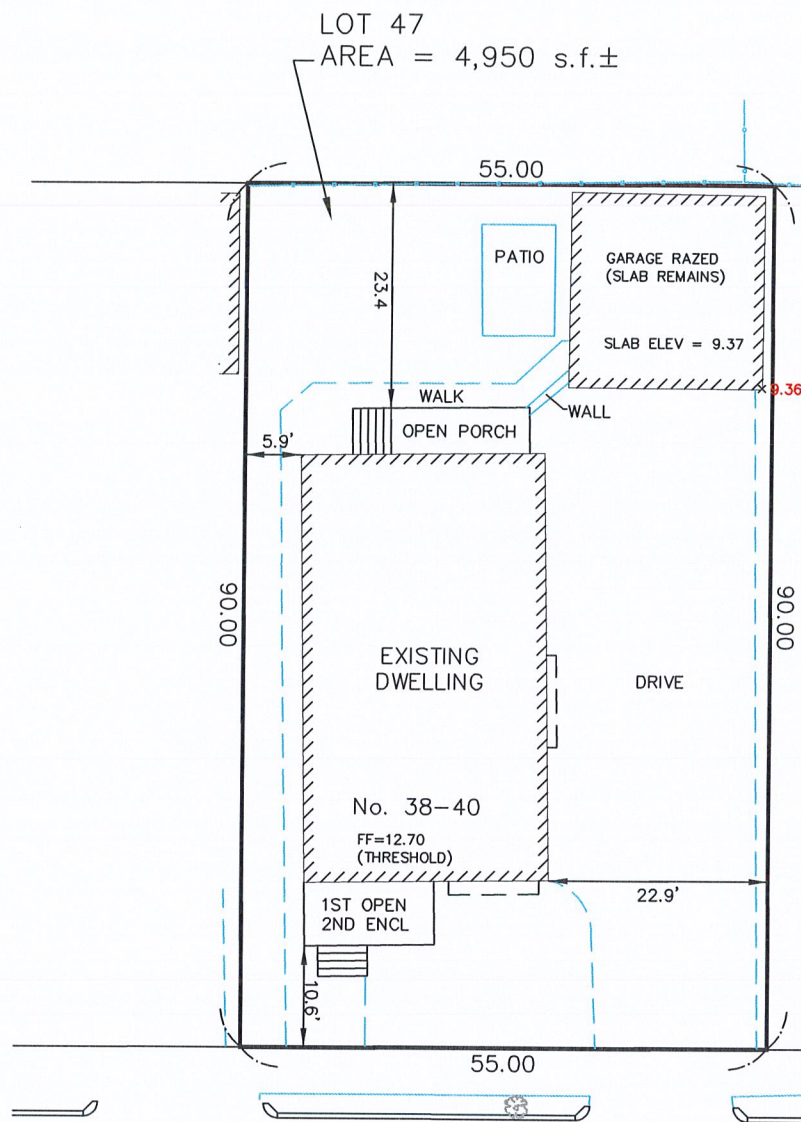 LOT 47
AREA = 4,950 s.f.±
55.00
23.4
PATIO
GARAGE RAZED
(SLAB REMAINS)
SLAB ELEV = 9.37
9.36
WALK
WALL
OPEN PORCH
5.9'
90.00
90.00
EXISTING
DWELLING
DRIVE
No. 38-40
FF=12.70
(THRESHOLD)
22.9'
1ST OPEN
2ND ENCL
10.6'
55.00